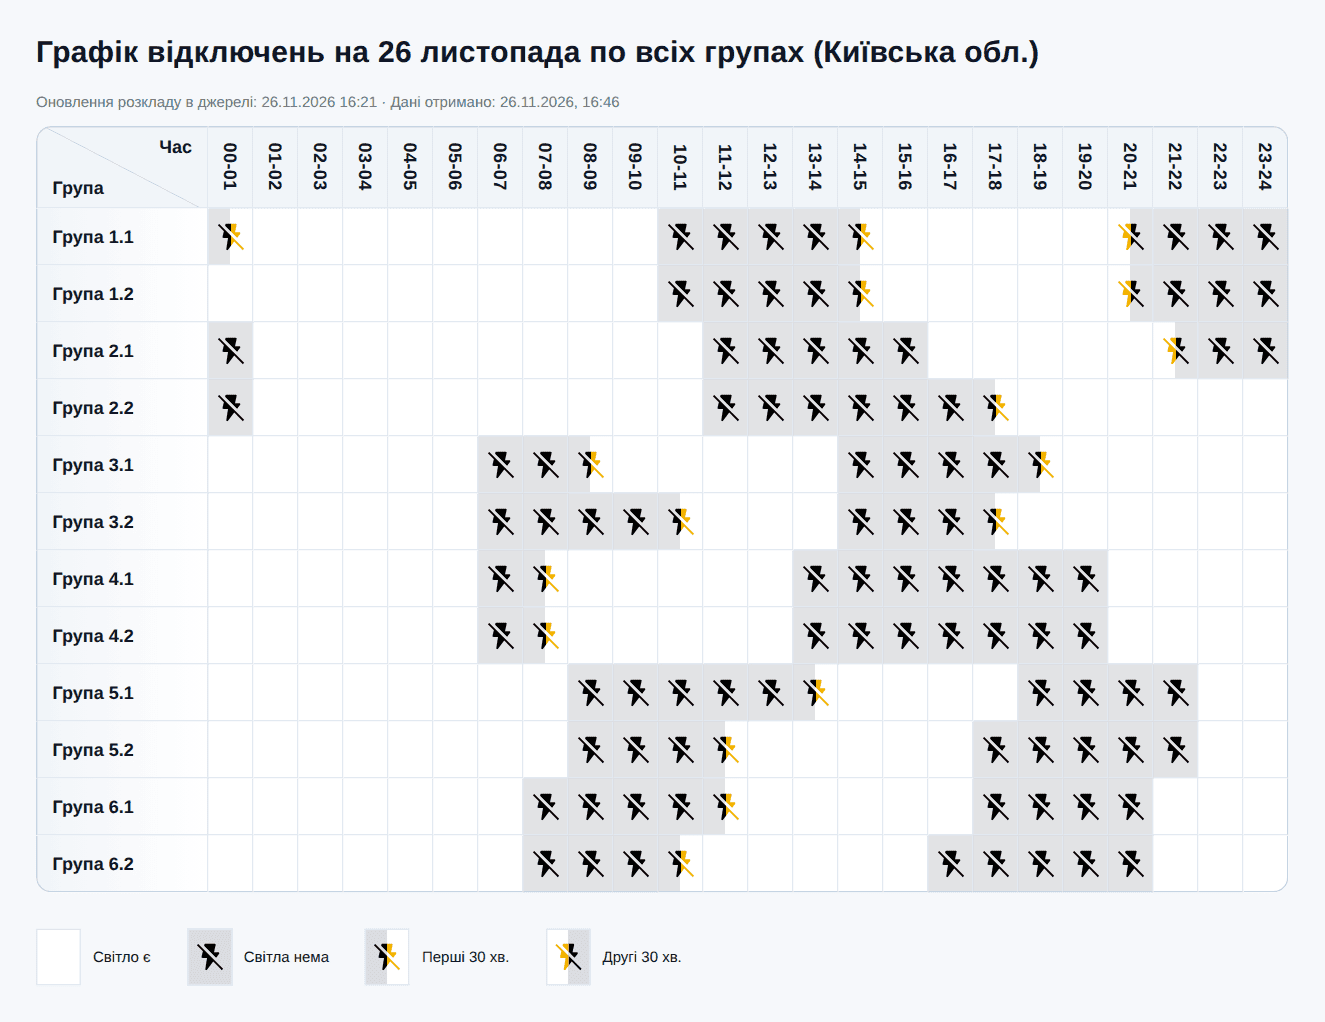 Графік відключень на 26 листопада по всіх групах (Київська обл.)
Оновлення розкладу в джерелі: 26.11.2026 16:21 · Дані отримано: 26.11.2026, 16:46
Час
Група
00-01 01-02 02-03 03-04 04-05 05-06 06-07 07-08 08-09 09-10 10-11 11-12 12-13 13-14 14-15 15-16 16-17 17-18 18-19 19-20 20-21 21-22 22-23 23-24
Група 1.1
Група 1.2
Група 2.1
Група 2.2
Група 3.1
Група 3.2
Група 4.1
Група 4.2
Група 5.1
Група 5.2
Група 6.1
Група 6.2
Світло є Світла нема Перші 30 хв. Другі 30 хв.